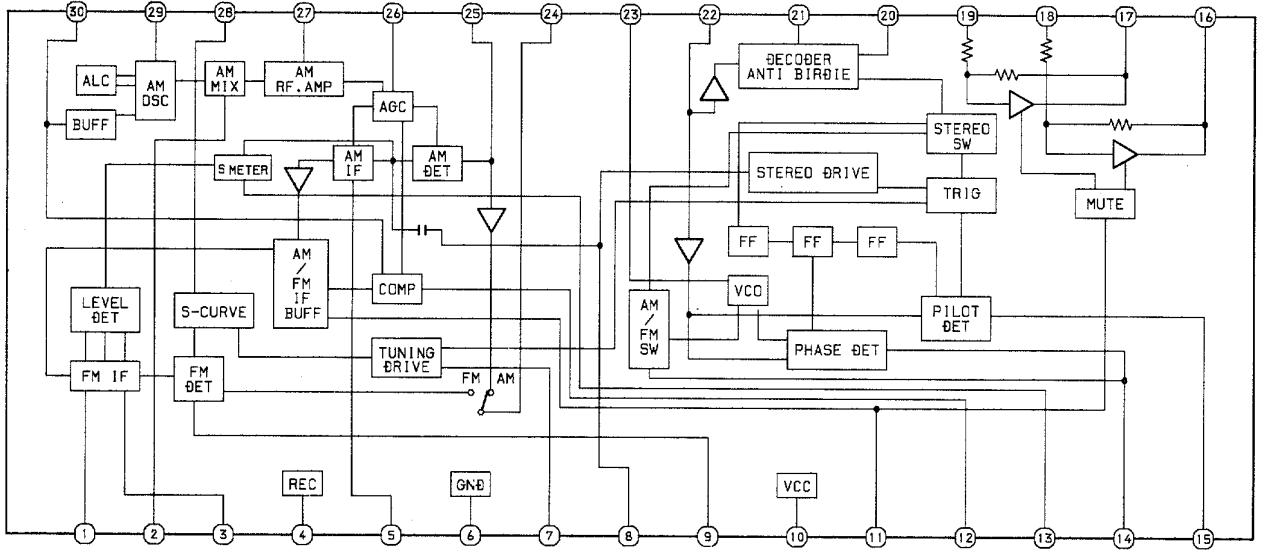 30 29 28 27 26 25 24 23 22 21 20 19 18 17 16
ALC
AM
OSC
AM
MIX
AM
RF.AMP
AGC
BUFF
S METER
AM
IF
AM
DET
DECODER
ANTI BIRDIE
STEREO
SW
STEREO DRIVE
TRIG
MUTE
FF
FF
FF
AM
/
FM
IF
BUFF
COMP
LEVEL
DET
S-CURVE
AM
/
FM
SW
VCO
PILOT
DET
PHASE DET
FM IF
FM
DET
TUNING
DRIVE
FM AM
REC
GND
VCC
1 2 3 4 5 6 7 8 9 10 11 12 13 14 15